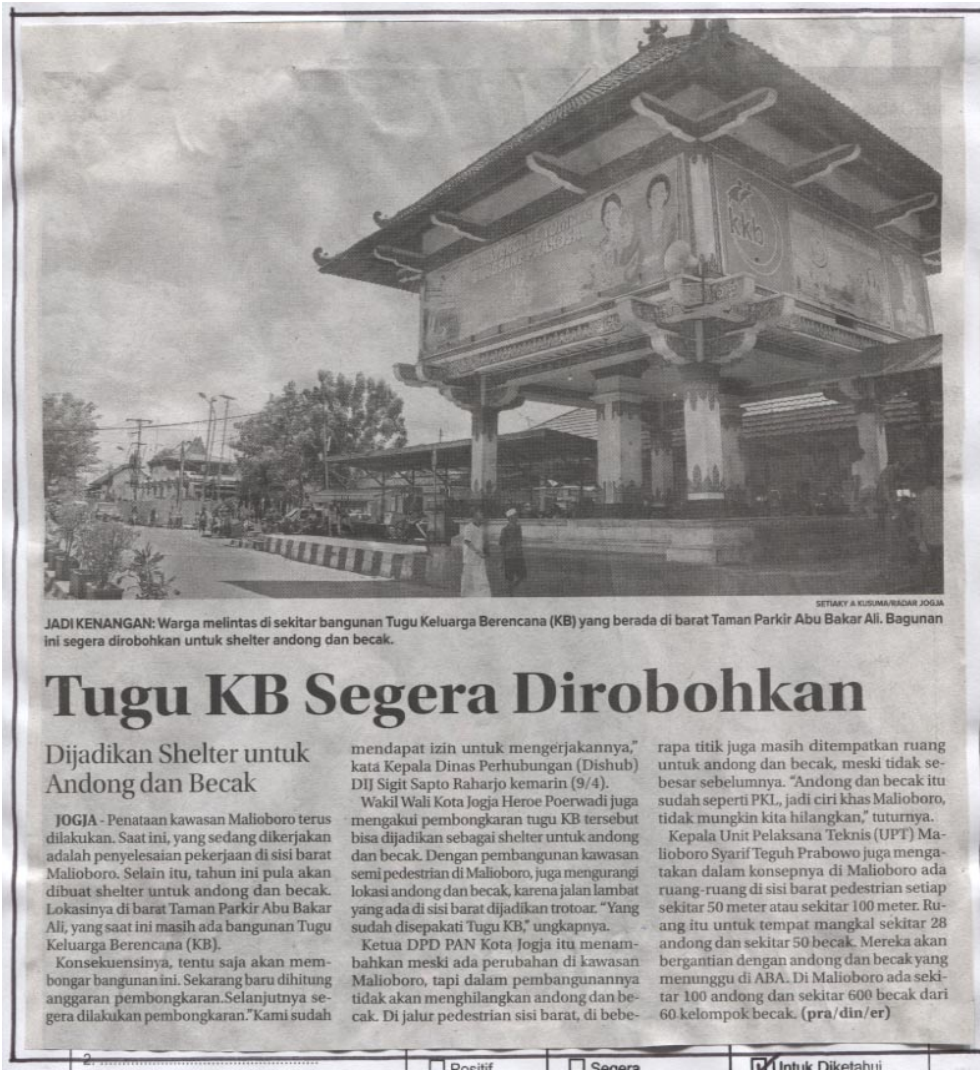 kkb
SETIAKY A KUSUMA/RADAR JOGJA
JADI KENANGAN: Warga melintas di sekitar bangunan Tugu Keluarga Berencana (KB) yang berada di barat Taman Parkir Abu Bakar Ali. Bagunan
ini segera dirobohkan untuk shelter andong dan becak.
Tugu KB Segera Dirobohkan
Dijadikan Shelter untuk
Andong dan Becak
JOGJA - Penataan kawasan Malioboro terus
dilakukan. Saat ini, yang sedang dikerjakan
adalah penyelesaian pekerjaan di sisi barat
Malioboro. Selain itu, tahun ini pula akan
dibuat shelter untuk andong dan becak.
Lokasinya di barat Taman Parkir Abu Bakar
Ali, yang saat ini masih ada bangunan Tugu
Keluarga Berencana (KB).
Konsekuensinya, tentu saja akan mem-
bongar bangunan ini. Sekarang baru dihitung
anggaran pembongkaran.Selanjutnya se-
gera dilakukan pembongkaran."Kami sudah
mendapat izin untuk mengerjakannya,"
kata Kepala Dinas Perhubungan (Dishub)
DIJ Sigit Sapto Raharjo kemarin (9/4).
Wakil Wali Kota Jogja Heroe Poerwadi juga
mengakui pembongkaran tugu KB tersebut
bisa dijadikan sebagai shelter untuk andong
dan becak. Dengan pembangunan kawasan
semi pedestrian di Malioboro, juga mengurangi
lokasi andong dan becak, karena jalan lambat
yang ada di sisi barat dijadikan trotoar. "Yang
sudah disepakati Tugu KB," ungkapnya.
Ketua DPD PAN Kota Jogja itu menam-
bahkan meski ada perubahan di kawasan
Malioboro, tapi dalam pembangunannya
tidak akan menghilangkan andong dan be-
cak. Di jalur pedestrian sisi barat, di bebe-
rapa titik juga masih ditempatkan ruang
untuk andong dan becak, meski tidak se-
besar sebelumnya. "Andong dan becak itu
sudah seperti PKL, jadi ciri khas Malioboro,
tidak mungkin kita hilangkan," tuturnya.
Kepala Unit Pelaksana Teknis (UPT) Ma-
lioboro Syarif Teguh Prabowo juga menga-
takan dalam konsepnya di Malioboro ada
ruang-ruang di sisi barat pedestrian setiap
sekitar 50 meter atau sekitar 100 meter. Ru-
ang itu untuk tempat mangkal sekitar 28
andong dan sekitar 50 becak. Mereka akan
bergantian dengan andong dan becak yang
menunggu di ABA. Di Malioboro ada seki-
tar 100 andong dan sekitar 600 becak dari
60 kelompok becak. (pra/din/er)
2. Positif Segera Untuk Diketahui